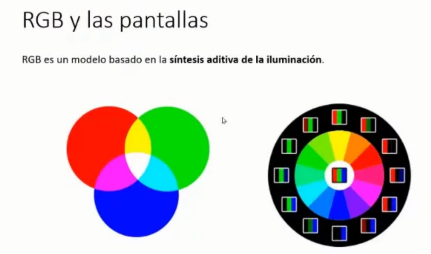 RGB y las pantallas
RGB es un modelo basado en la síntesis aditiva de la iluminación.